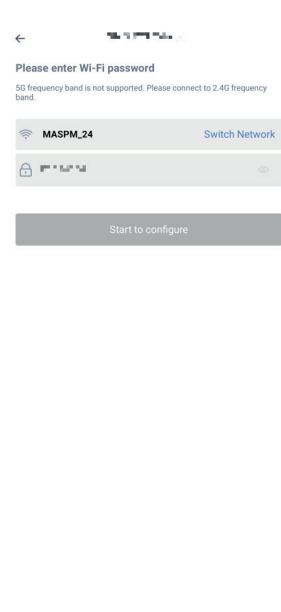 Please enter Wi-Fi password
5G frequency band is not supported. Please connect to 2.4G frequency
band.
MASPM_24 Switch Network
Start to configure